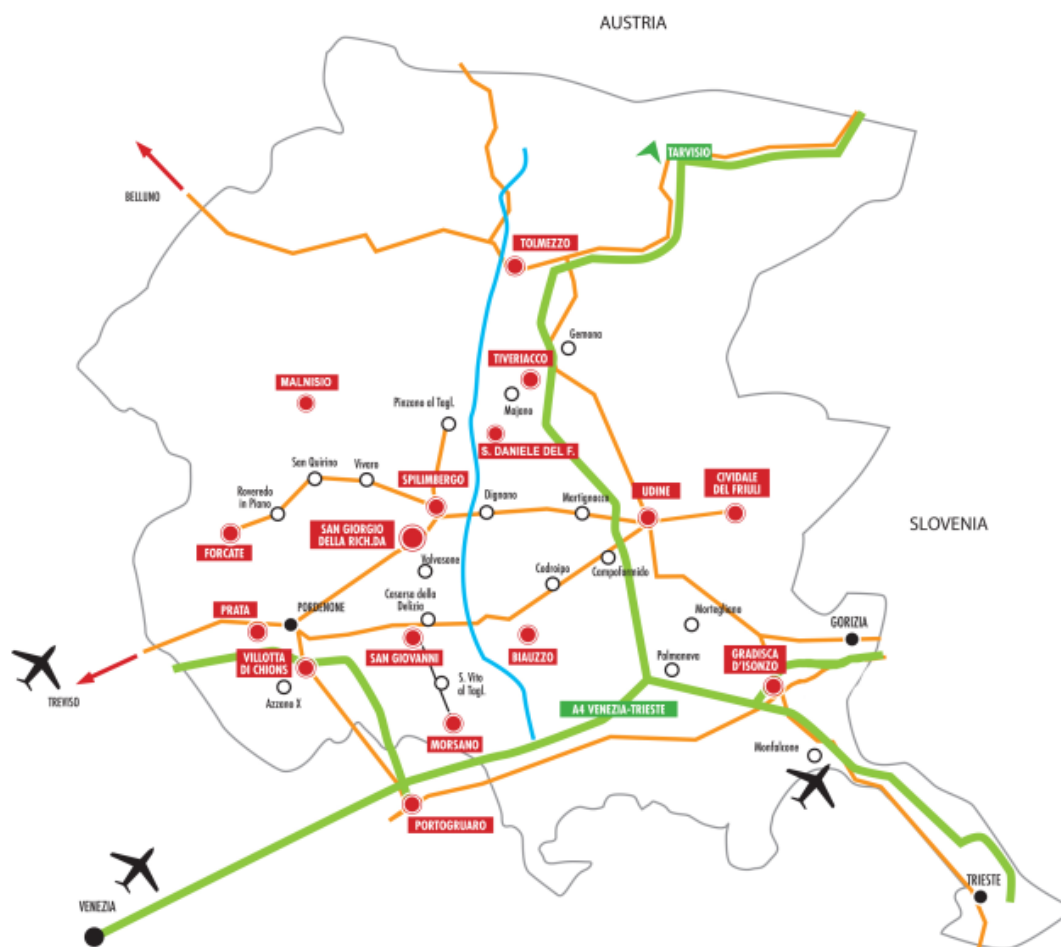 AUSTRIA
TARVISIO
BELLUNO
TOLMEZZO
Gemona
TIVERIACCO
MALNISIO
Majano
Pinzano al Tagl.
S. DANIELE DEL F.
San Quirino
Vivaro
SPILIMBERGO
CIVIDALE
DEL FRIULI
UDINE
Roveredo
in Piano
Dignano
Martignacco
SLOVENIA
SAN GIORGIO
DELLA RICH.DA
FORCATE
Valvasone
Codroipo
Campoformido
Casarsa della
Delizia
PRATA
PORDENONE
Mortegliano
GORIZIA
VILLOTTA
DI CHIONS
SAN GIOVANNI
BIAUZZO
GRADISCA
D'ISONZO
Palmanova
TREVISO
Azzano X
S. Vito
al Tagl.
A4 VENEZIA-TRIESTE
MORSANO
Monfalcone
PORTOGRUARO
TRIESTE
VENEZIA